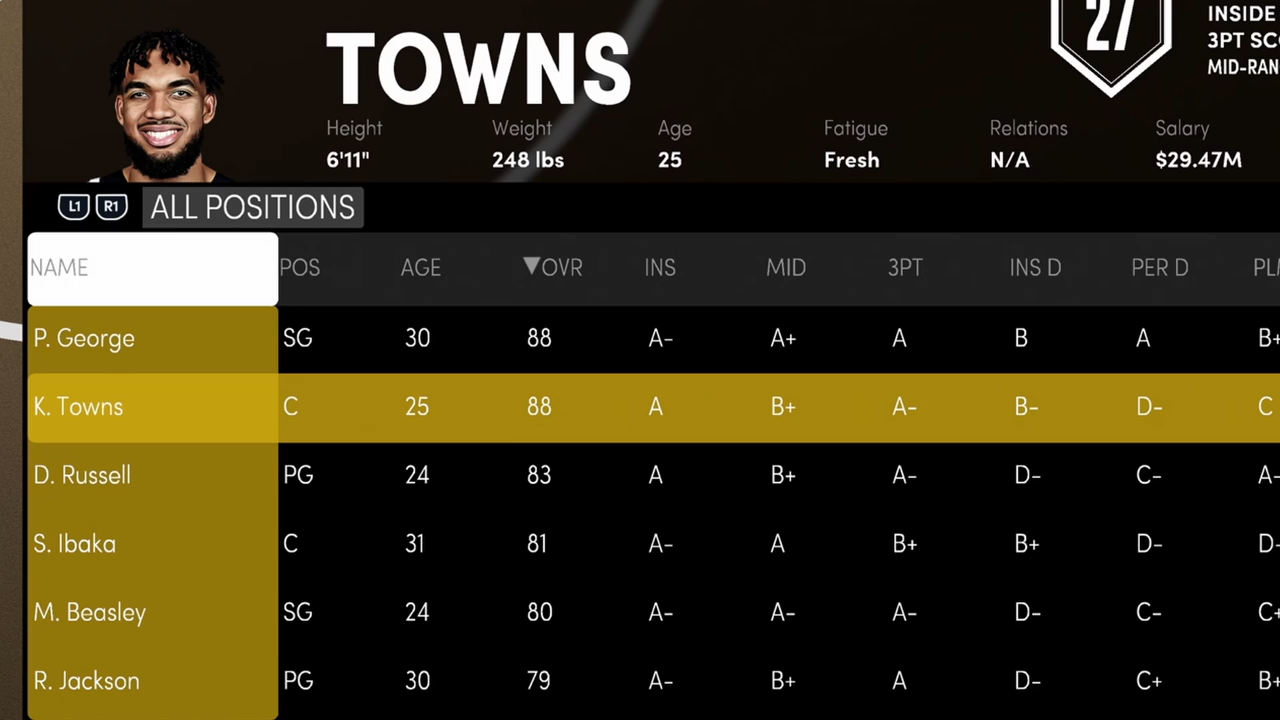 TOWNS
27
INSIDE
3PT SC
MID-RAN
Height Weight Age Fatigue Relations Salary
6'11" 248 lbs 25 Fresh N/A $29.47M
L1 R1 ALL POSITIONS
NAME POS AGE ▼OVR INS MID 3PT INS D PER D PL
P. George SG 30 88 A- A+ A B A B+
K. Towns C 25 88 A B+ A- B- D- C
D. Russell PG 24 83 A B+ A- D- C- A-
S. Ibaka C 31 81 A- A B+ B+ D- D-
M. Beasley SG 24 80 A- A- A- D- C- C+
R. Jackson PG 30 79 A- B+ A D- C+ B+